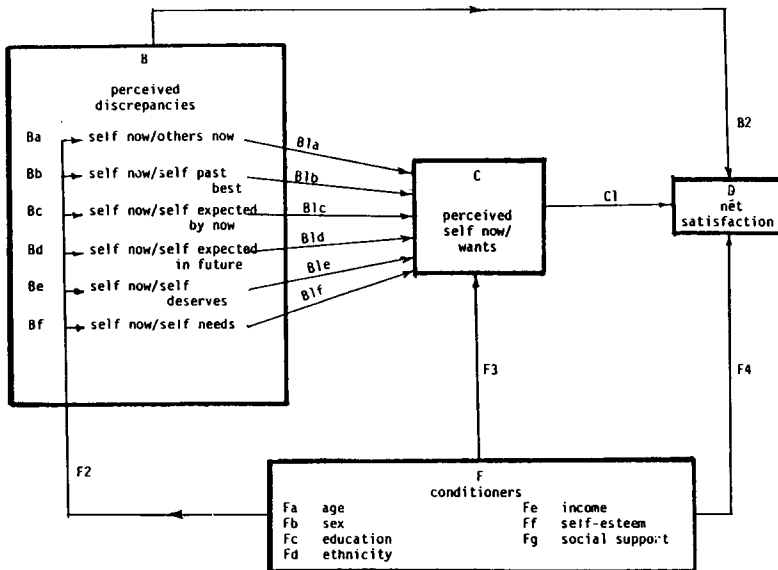 B
perceived
discrepancies
Ba self now/others now
Bb self now/self past
best
Bc self now/self expected
by now
Bd self now/self expected
in future
Be self now/self
deserves
Bf self now/self needs
B1a
B1b
B1c
B1d
B1e
B1f
B2
C
perceived
self now/
wants
C1
D
net
satisfaction
F2
F3
F4
F
conditioners
Fa age
Fb sex
Fc education
Fd ethnicity
Fe income
Ff self-esteem
Fg social support